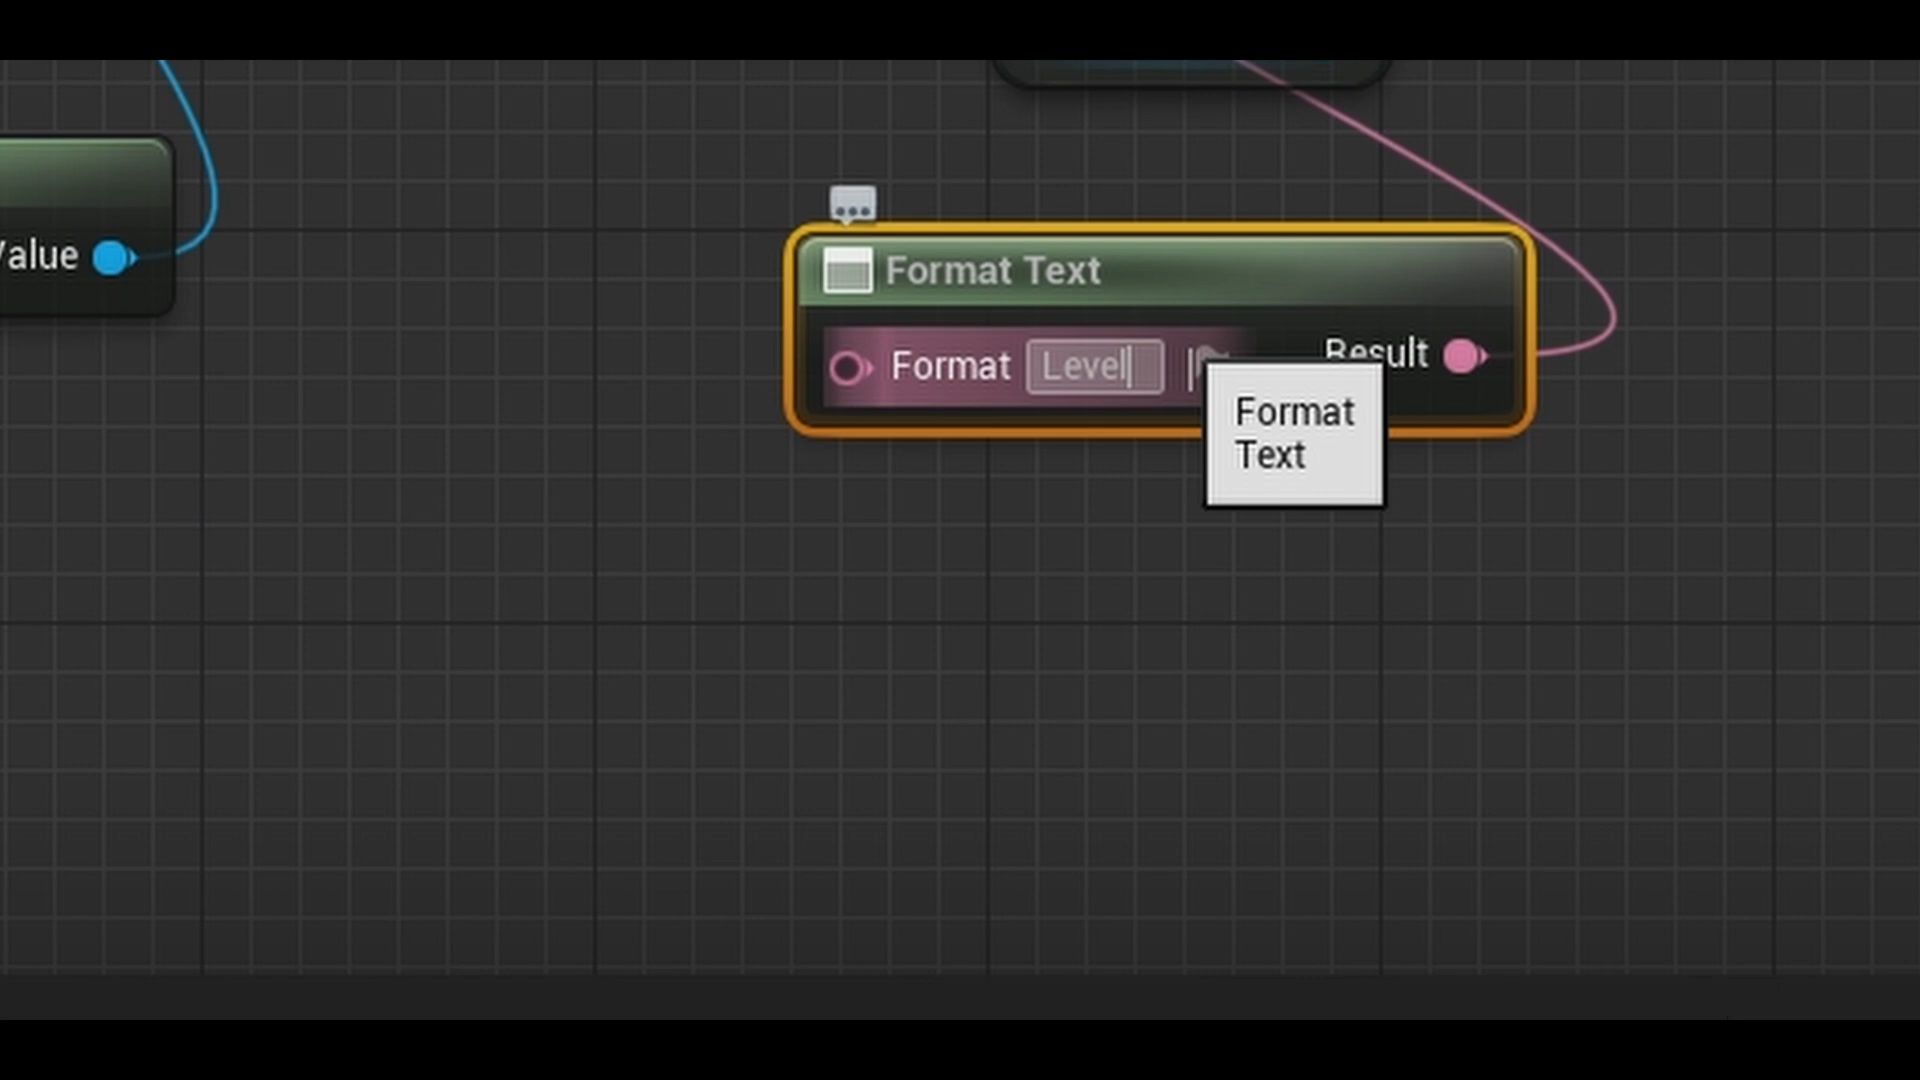 Value
Format Text
Format Level
Result
Format
Text